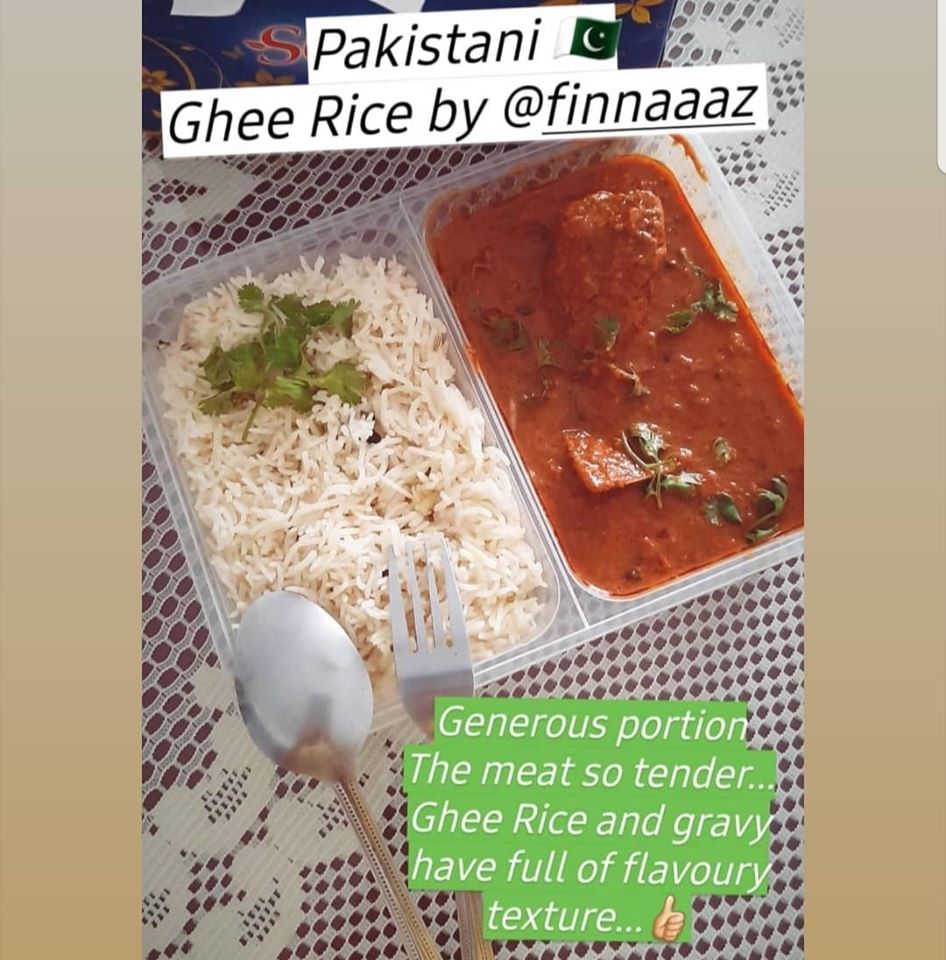 Pakistani 🇵🇰
Ghee Rice by @finnaaaz
Generous portion
The meat so tender...
Ghee Rice and gravy
have full of flavoury
texture... 👍🏼